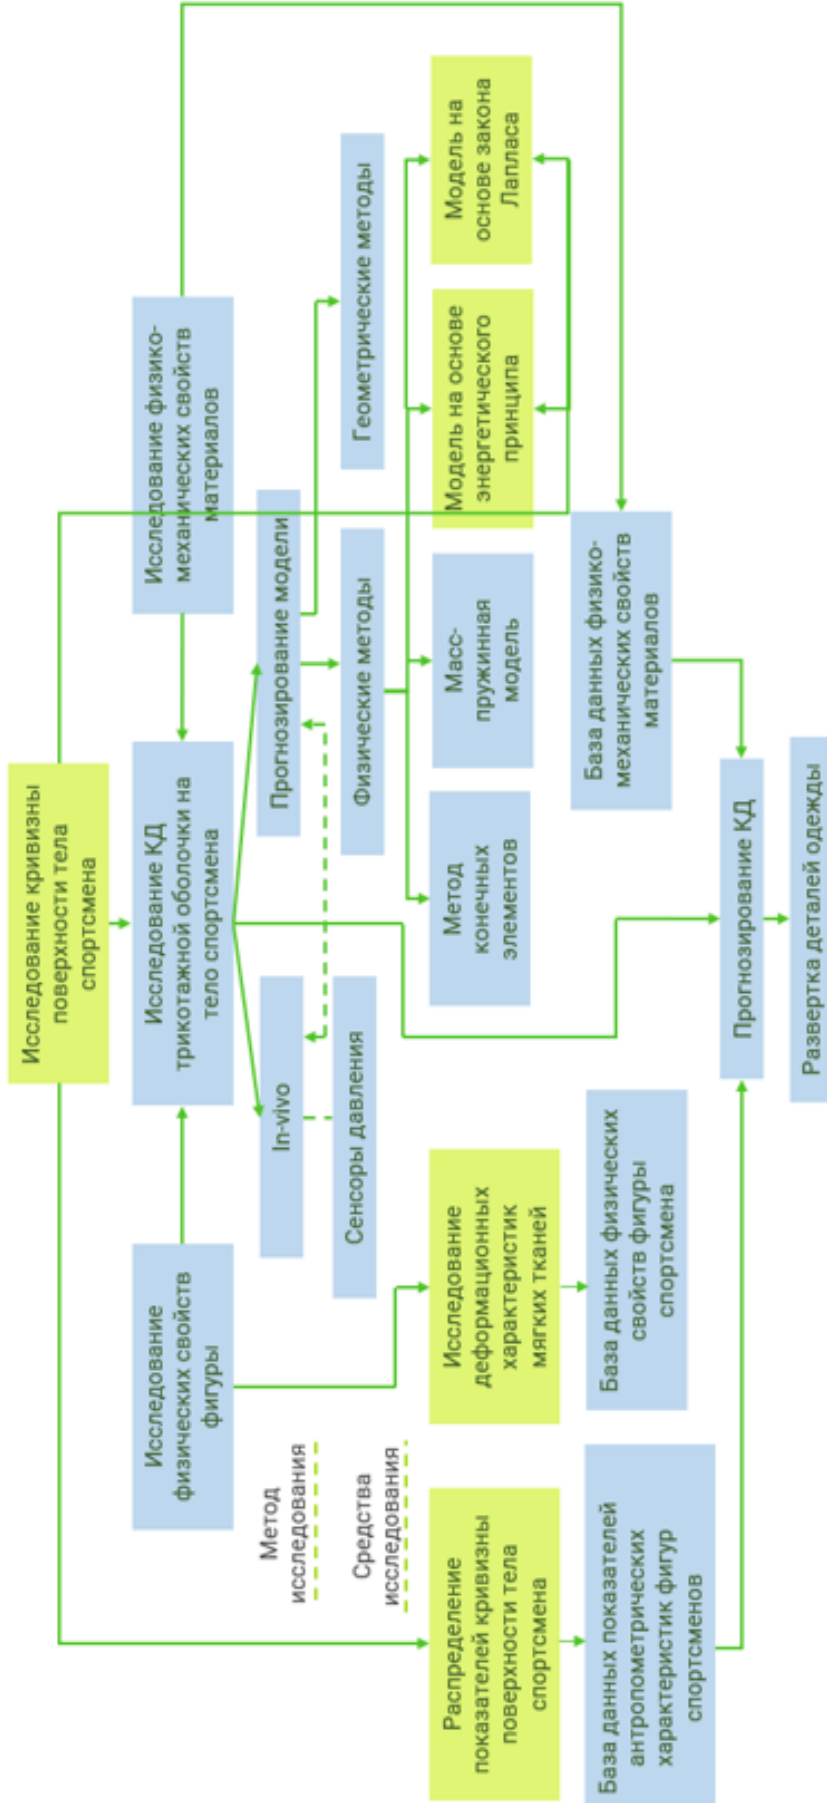 Исследование кривизны
поверхности тела
спортсмена
Исследование
физических свойств
фигуры
Исследование КД
трикотажной оболочки на
тело спортсмена
Исследование физико-
механических свойств
материалов
Метод
исследования
In-vivo
Прогнозирование модели
Средства
исследования
Сенсоры давления
Физические методы
Геометрические методы
Распределение
показателей кривизны
поверхности тела
спортсмена
Исследование
деформационных
характеристик
мягких тканей
Метод
конечных
элементов
Масс-
пружинная
модель
Модель на основе
энергетического
принципа
Модель на
основе закона
Лапласа
База данных показателей
антропометрических
характеристик фигур
спортсменов
База данных физических
свойств фигуры
спортсмена
База данных физико-
механических свойств
материалов
Прогнозирование КД
Развертка деталей одежды